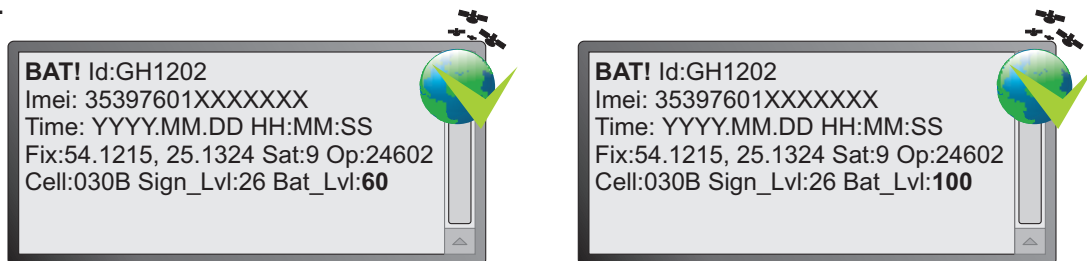 BAT! Id:GH1202
Imei: 35397601XXXXXXX
Time: YYYY.MM.DD HH:MM:SS
Fix:54.1215, 25.1324 Sat:9 Op:24602
Cell:030B Sign_Lvl:26 Bat_Lvl:60
BAT! Id:GH1202
Imei: 35397601XXXXXXX
Time: YYYY.MM.DD HH:MM:SS
Fix:54.1215, 25.1324 Sat:9 Op:24602
Cell:030B Sign_Lvl:26 Bat_Lvl:100